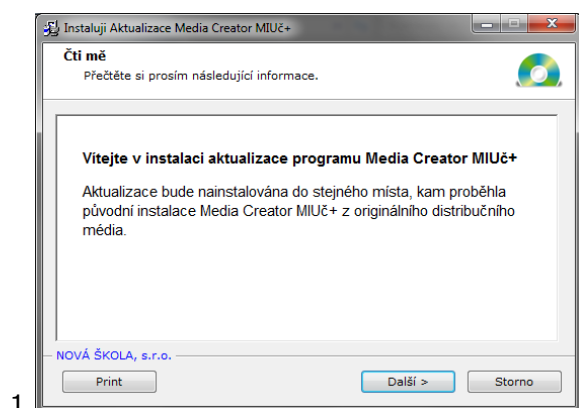 Instaluji Aktualizace Media Creator MIUč+
Čti mě
Přečtěte si prosím následující informace.
Vítejte v instalaci aktualizace programu Media Creator MIUč+
Aktualizace bude nainstalována do stejného místa, kam proběhla
původní instalace Media Creator MIUč+ z originálního distribučního
média.
NOVÁ ŠKOLA, s.r.o.
Print Další > Storno
1